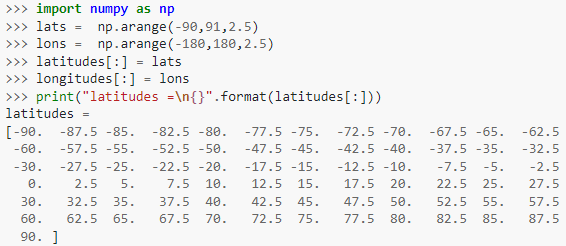 >>> import numpy as np
>>> lats =  np.arange(-90,91,2.5)
>>> lons =  np.arange(-180,180,2.5)
>>> latitudes[:] = lats
>>> longitudes[:] = lons
>>> print("latitudes =\n{}".format(latitudes[:]))
latitudes =
[-90.  -87.5 -85.  -82.5 -80.  -77.5 -75.  -72.5 -70.  -67.5 -65.  -62.5
 -60.  -57.5 -55.  -52.5 -50.  -47.5 -45.  -42.5 -40.  -37.5 -35.  -32.5
 -30.  -27.5 -25.  -22.5 -20.  -17.5 -15.  -12.5 -10.   -7.5  -5.   -2.5
   0.    2.5   5.    7.5  10.   12.5  15.   17.5  20.   22.5  25.   27.5
  30.   32.5  35.   37.5  40.   42.5  45.   47.5  50.   52.5  55.   57.5
  60.   62.5  65.   67.5  70.   72.5  75.   77.5  80.   82.5  85.   87.5
  90. ]